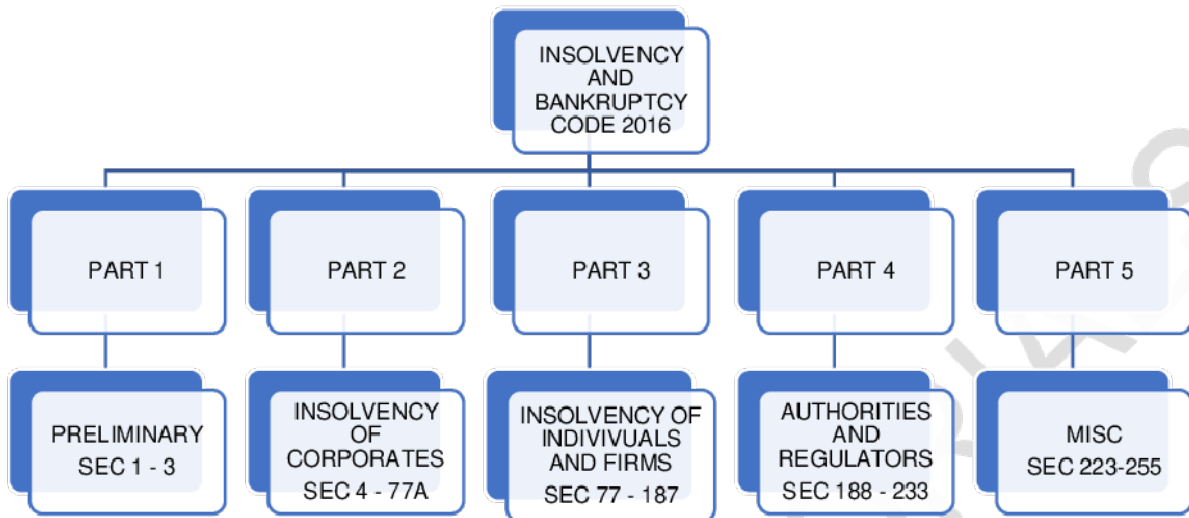 INSOLVENCY
AND
BANKRUPTCY
CODE 2016
PART 1
PART 2
PART 3
PART 4
PART 5
PRELIMINARY
SEC 1 - 3
INSOLVENCY
OF
CORPORATES
SEC 4 - 77A
INSOLVENCY OF
INDIVIVUALS
AND FIRMS
SEC 77 - 187
AUTHORITIES
AND
REGULATORS
SEC 188 - 233
MISC
SEC 223-255